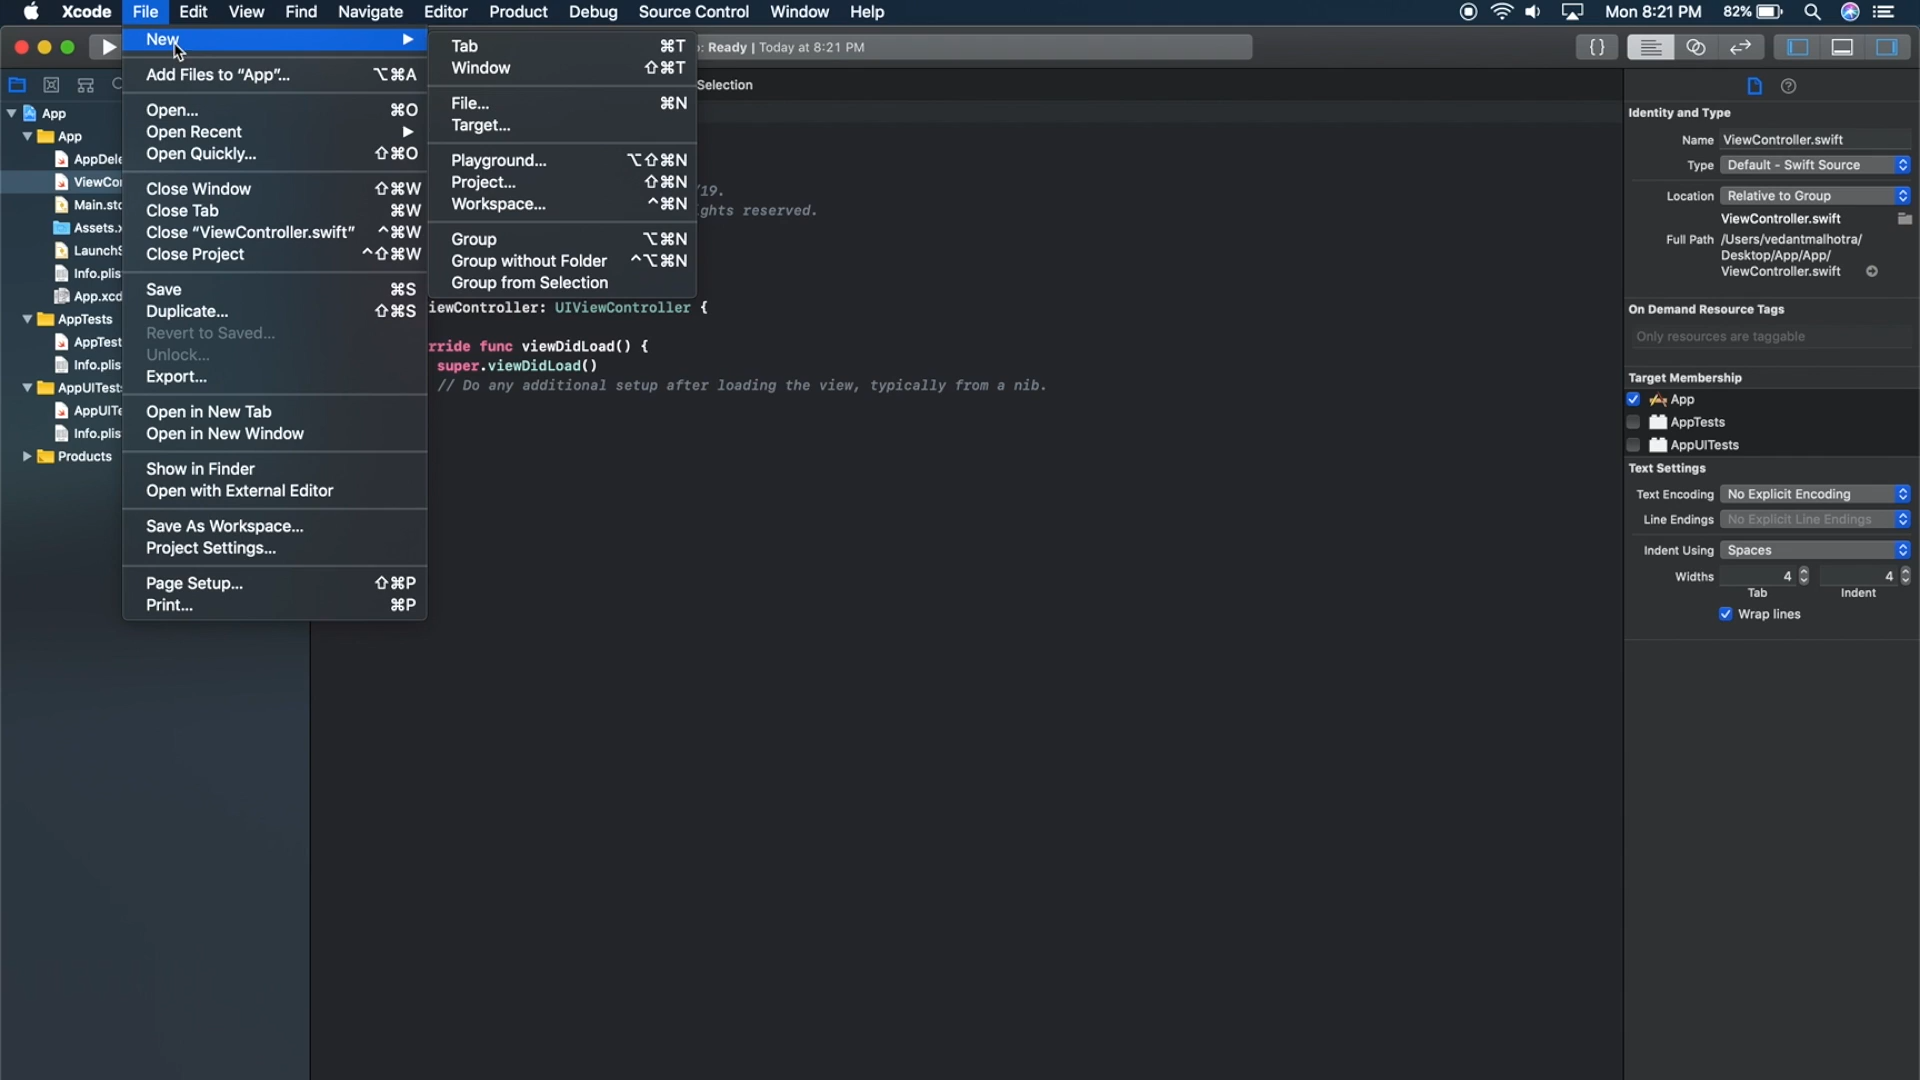 Xcode File Edit View Find Navigate Editor Product Debug Source Control Window Help Mon 8:21 PM 82%
New
Add Files to “App”... ⌥⌘A
Open... ⌘O
Open Recent
Open Quickly... ⇧⌘O
Close Window ⇧⌘W
Close Tab ⌘W
Close “ViewController.swift” ^⌘W
Close Project ^⇧⌘W
Save ⌘S
Duplicate... ⇧⌘S
Revert to Saved...
Unlock...
Export...
Open in New Tab
Open in New Window
Show in Finder
Open with External Editor
Save As Workspace...
Project Settings...
Page Setup... ⇧⌘P
Print... ⌘P
Tab ⌘T
Window ⇧⌘T
File... ⌘N
Target...
Playground... ⌥⇧⌘N
Project... ⇧⌘N
Workspace... ^⌘N
Group ⌥⌘N
Group without Folder ^⌥⌘N
Group from Selection
: Ready | Today at 8:21 PM
Selection
App
App
AppDele
ViewCo
Main.sto
Assets.x
LaunchS
Info.plis
App.xcd
AppTests
AppTest
Info.plis
AppUITest
AppUITe
Info.plis
Products
/19.
ghts reserved.
iewController: UIViewController {
rride func viewDidLoad() {
super.viewDidLoad()
// Do any additional setup after loading the view, typically from a nib.
{}
Identity and Type
Name ViewController.swift
Type Default - Swift Source
Location Relative to Group
ViewController.swift
Full Path /Users/vedantmalhotra/
Desktop/App/App/
ViewController.swift
On Demand Resource Tags
Only resources are taggable
Target Membership
App
AppTests
AppUITests
Text Settings
Text Encoding No Explicit Encoding
Line Endings No Explicit Line Endings
Indent Using Spaces
Widths 4 4
Tab Indent
Wrap lines